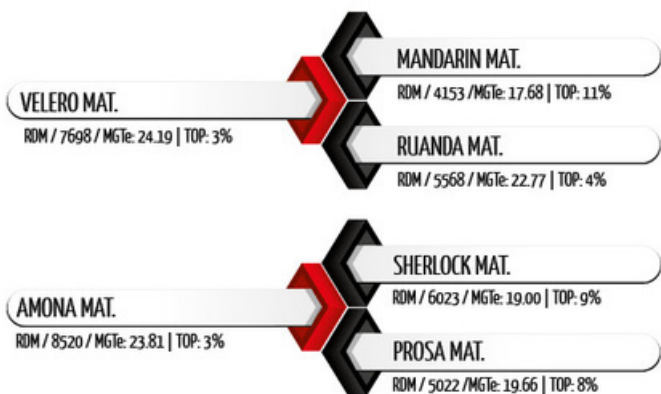 MANDARIN MAT.
RDM / 4153 /MGTe: 17.68 | TOP: 11%
VELERO MAT.
RDM / 7698 / MGTe: 24.19 | TOP: 3%
RUANDA MAT.
RDM / 5568 / MGTe: 22.77 | TOP: 4%
SHERLOCK MAT.
RDM / 6023 / MGTe: 19.00 | TOP: 9%
AMONA MAT.
RDM / 8520 / MGTe: 23.81 | TOP: 3%
PROSA MAT.
RDM / 5022 /MGTe: 19.66 | TOP: 8%